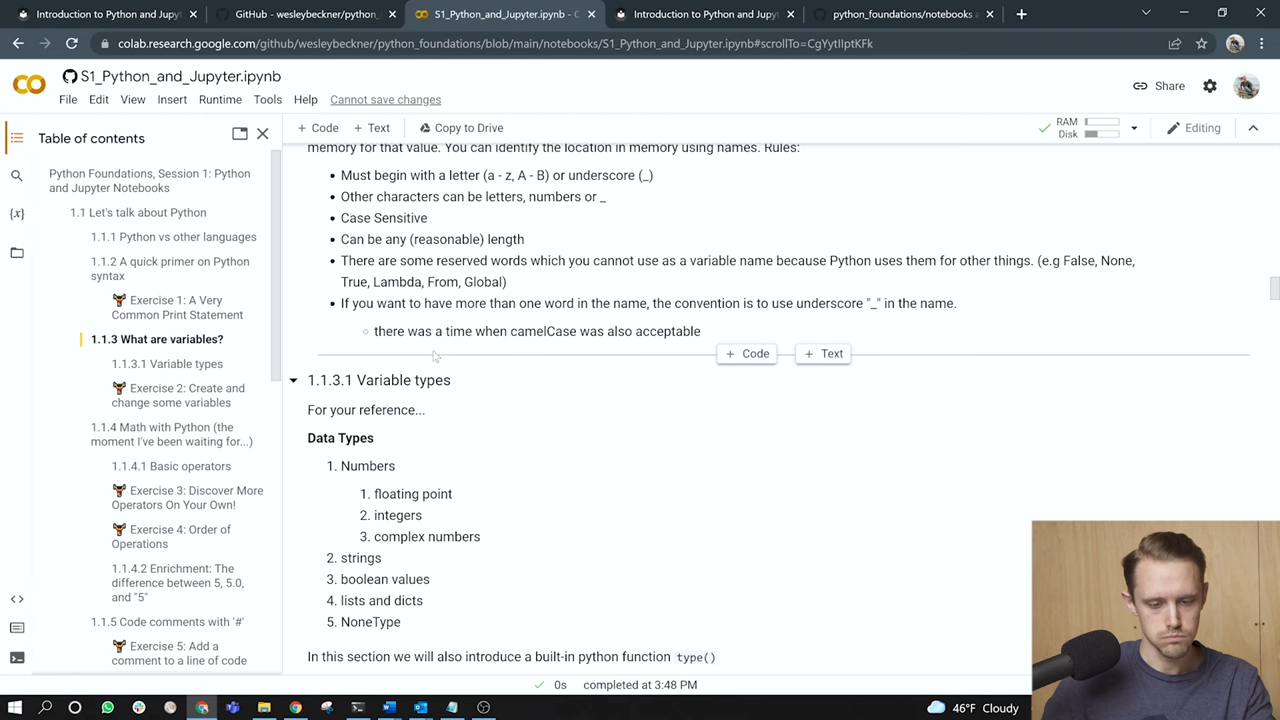 Introduction to Python and Jupyt
GitHub - wesleybeckner/python_
S1_Python_and_Jupyter.ipynb - C
Introduction to Python and Jupyt
python_foundations/notebooks a
colab.research.google.com/github/wesleybeckner/python_foundations/blob/main/notebooks/S1_Python_and_Jupyter.ipynb#scrollTo=CgYytIIptKFk
S1_Python_and_Jupyter.ipynb
File Edit View Insert Runtime Tools Help Cannot save changes
Share
+ Code + Text Copy to Drive
RAM
Disk
Editing
Table of contents
Python Foundations, Session 1: Python
and Jupyter Notebooks
1.1 Let's talk about Python
1.1.1 Python vs other languages
1.1.2 A quick primer on Python
syntax
Exercise 1: A Very
Common Print Statement
1.1.3 What are variables?
1.1.3.1 Variable types
Exercise 2: Create and
change some variables
1.1.4 Math with Python (the
moment I've been waiting for...)
1.1.4.1 Basic operators
Exercise 3: Discover More
Operators On Your Own!
Exercise 4: Order of
Operations
1.1.4.2 Enrichment: The
difference between 5, 5.0,
and "5"
1.1.5 Code comments with '#'
Exercise 5: Add a
comment to a line of code
memory for that value. You can identify the location in memory using names. Rules:
• Must begin with a letter (a - z, A - B) or underscore (_)
• Other characters can be letters, numbers or _
• Case Sensitive
• Can be any (reasonable) length
• There are some reserved words which you cannot use as a variable name because Python uses them for other things. (e.g False, None,
True, Lambda, From, Global)
• If you want to have more than one word in the name, the convention is to use underscore "_" in the name.
◦ there was a time when camelCase was also acceptable
+ Code + Text
1.1.3.1 Variable types
For your reference...
Data Types
1. Numbers
1. floating point
2. integers
3. complex numbers
2. strings
3. boolean values
4. lists and dicts
5. NoneType
In this section we will also introduce a built-in python function type()
0s completed at 3:48 PM
46°F Cloudy